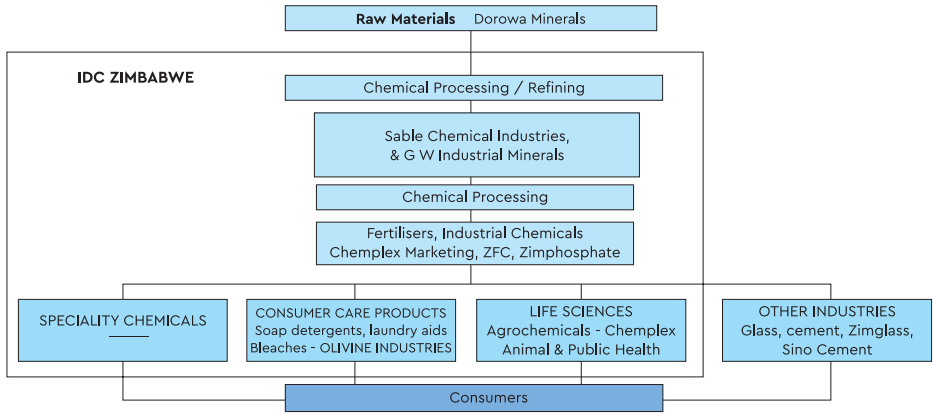 Raw Materials Dorowa Minerals
IDC ZIMBABWE
Chemical Processing / Refining
Sable Chemical Industries,
& G W Industrial Minerals
Chemical Processing
Fertilisers, Industrial Chemicals
Chemplex Marketing, ZFC, Zimphosphate
SPECIALITY CHEMICALS
CONSUMER CARE PRODUCTS
Soap detergents, laundry aids
Bleaches - OLIVINE INDUSTRIES
LIFE SCIENCES
Agrochemicals - Chemplex
Animal & Public Health
OTHER INDUSTRIES
Glass, cement, Zimglass,
Sino Cement
Consumers